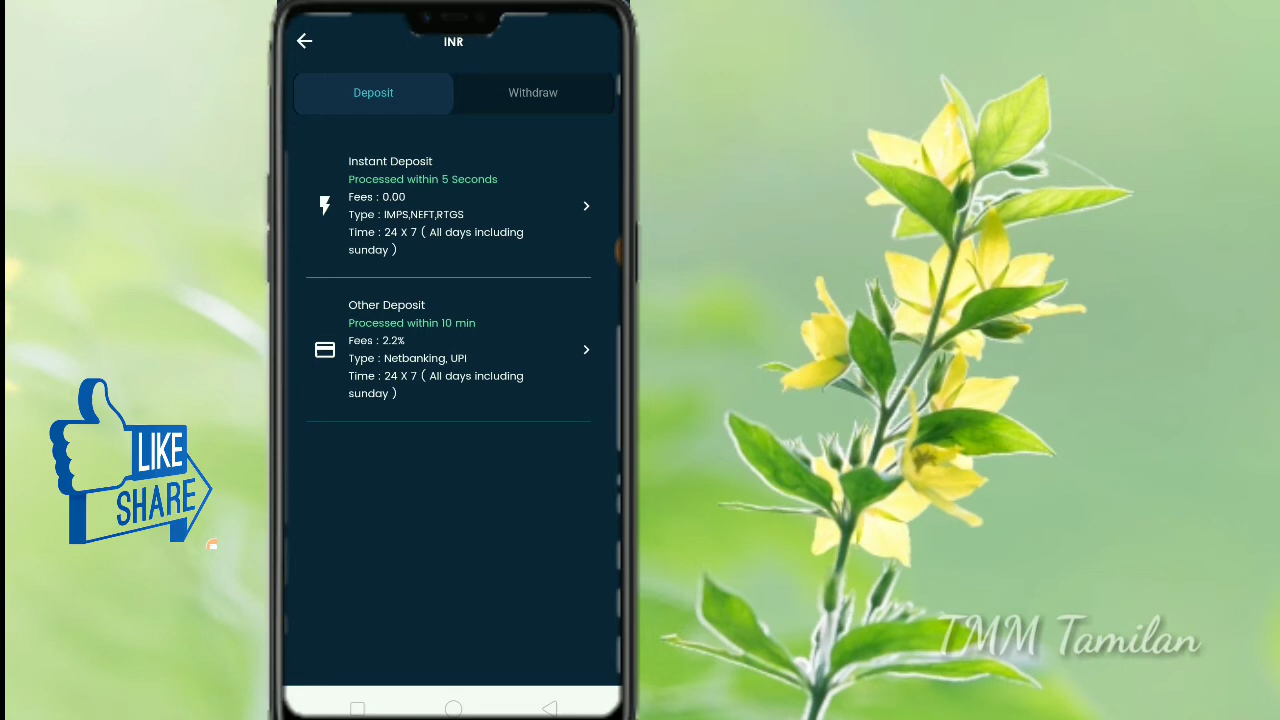 INR
Deposit
Withdraw
Instant Deposit
Processed within 5 Seconds
Fees : 0.00
Type : IMPS,NEFT,RTGS
Time : 24 X 7 ( All days including
sunday )
Other Deposit
Processed within 10 min
Fees : 2.2%
Type : Netbanking, UPI
Time : 24 X 7 ( All days including
sunday )
LIKE
SHARE
TMM Tamilan